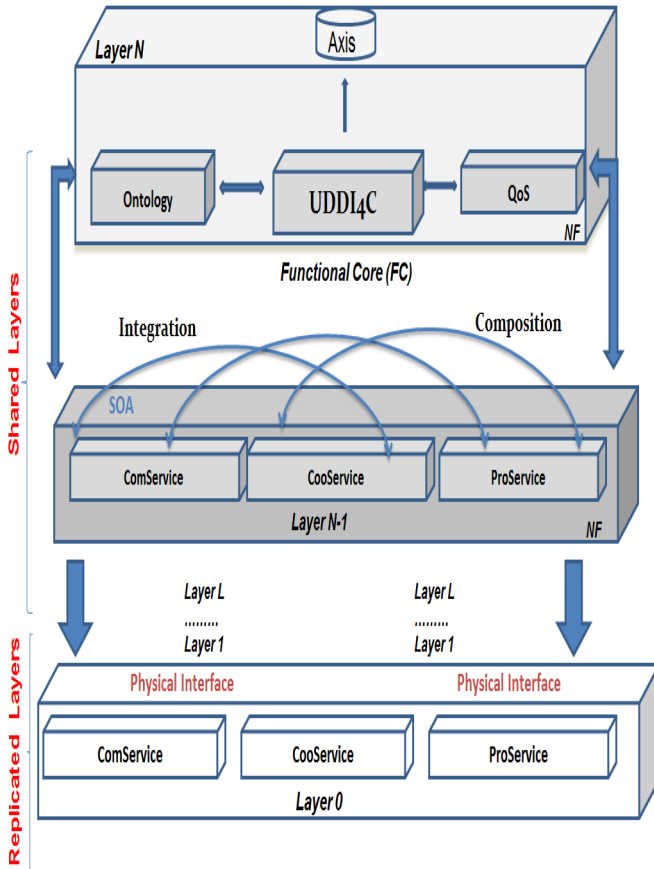 Axis
Layer N
Ontology
UDDI4C
QoS
NF
Functional Core (FC)
Shared Layers
Integration
Composition
SOA
ComService
CooService
ProService
Layer N-1
NF
Layer L
Layer L
.........
.........
Layer 1
Layer 1
Replicated Layers
Physical Interface
Physical Interface
ComService
CooService
ProService
Layer 0